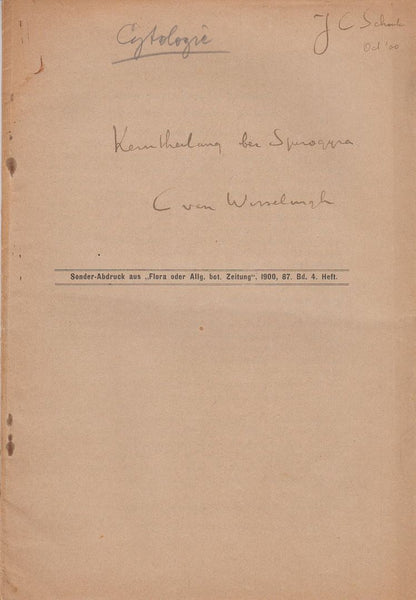 Cytologie
J C Schoute
Oct '00
Kerntheilung bei Spirogyra
C van Wisselingh
Sonder-Abdruck aus „Flora oder Allg. bot. Zeitung“. 1900, 87. Bd. 4. Heft.